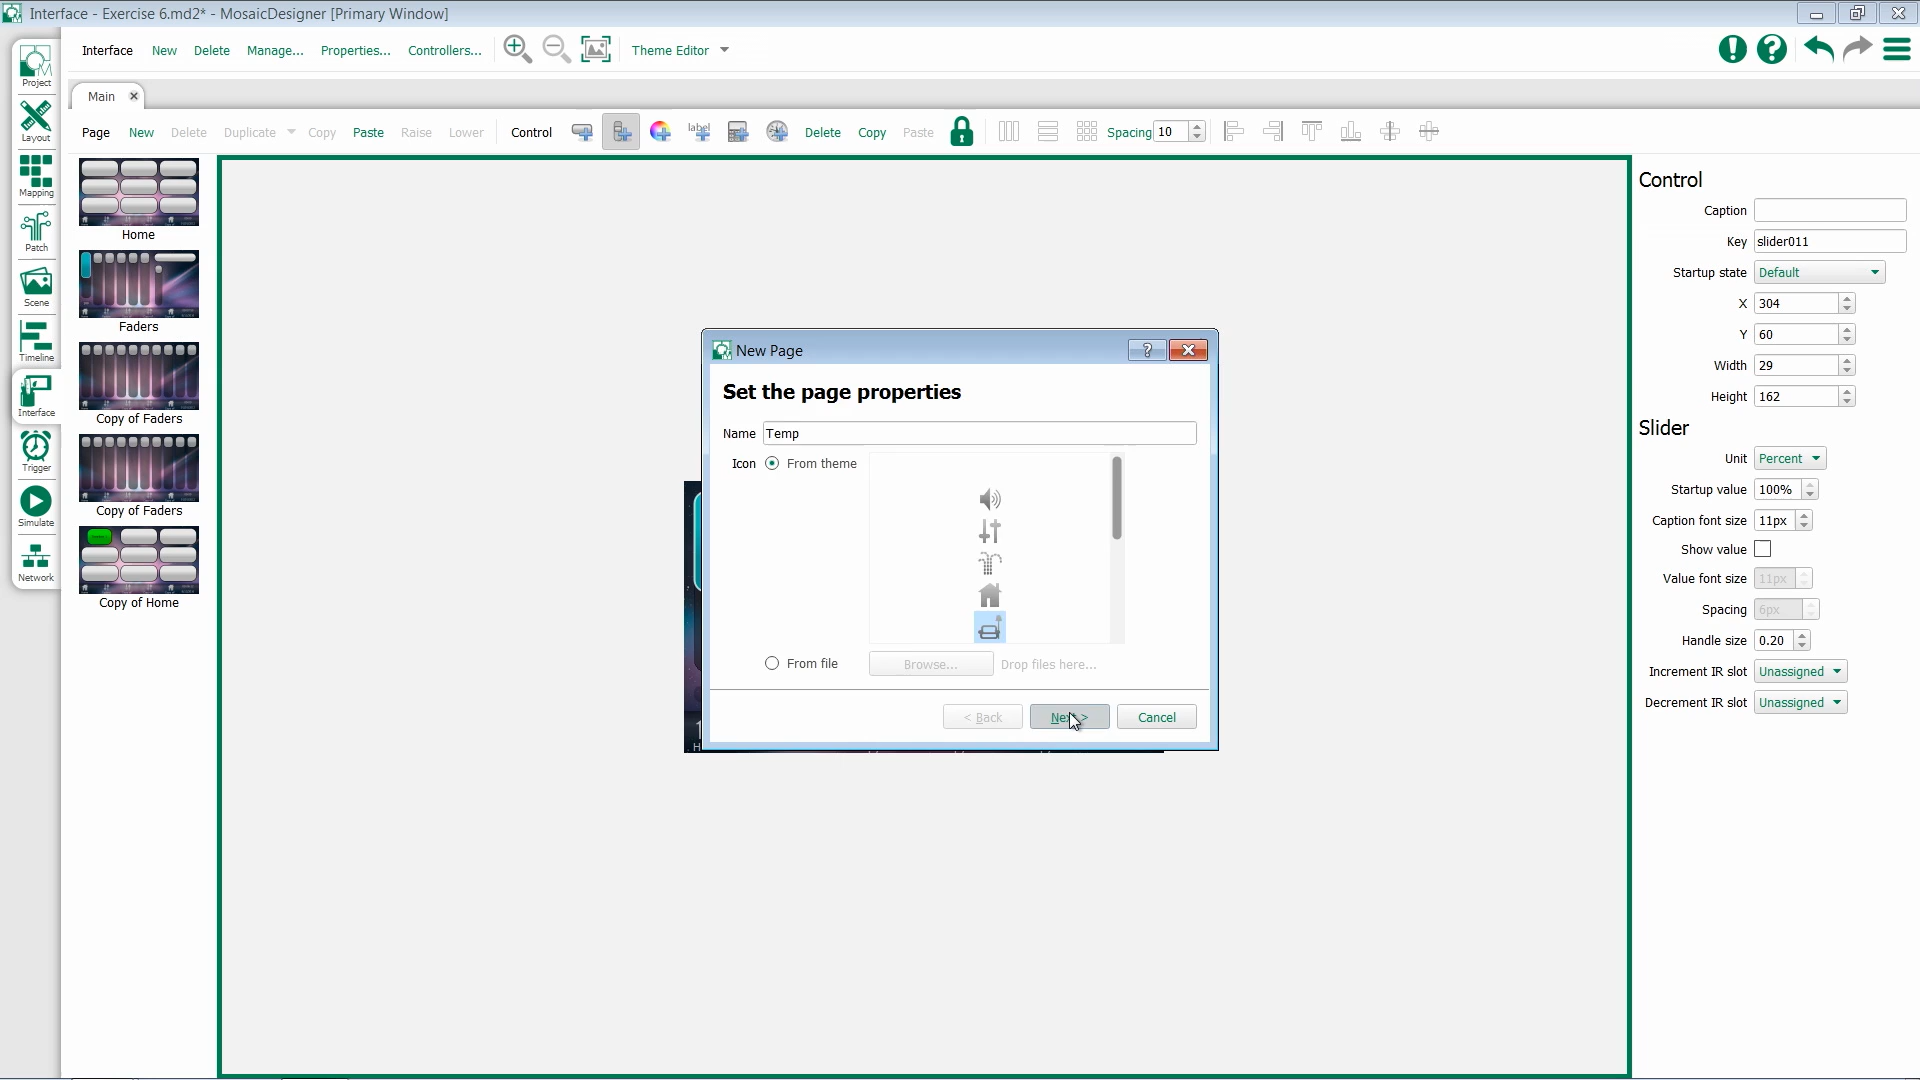 Interface - Exercise 6.md2* - MosaicDesigner [Primary Window]
Interface New Delete Manage... Properties... Controllers... Theme Editor
Main
Page New Delete Duplicate Copy Paste Raise Lower Control label Delete Copy Paste Spacing 10
Project
Layout
Mapping
Patch
Scene
Timeline
Interface
Trigger
Simulate
Network
Home
Faders
Copy of Faders
Copy of Faders
Copy of Home
New Page
Set the page properties
Name Temp
Icon From theme
From file Browse... Drop files here...
< Back Next > Cancel
Control
Caption
Key slider011
Startup state Default
X 304
Y 60
Width 29
Height 162
Slider
Unit Percent
Startup value 100%
Caption font size 11px
Show value
Value font size 11px
Spacing 6px
Handle size 0.20
Increment IR slot Unassigned
Decrement IR slot Unassigned